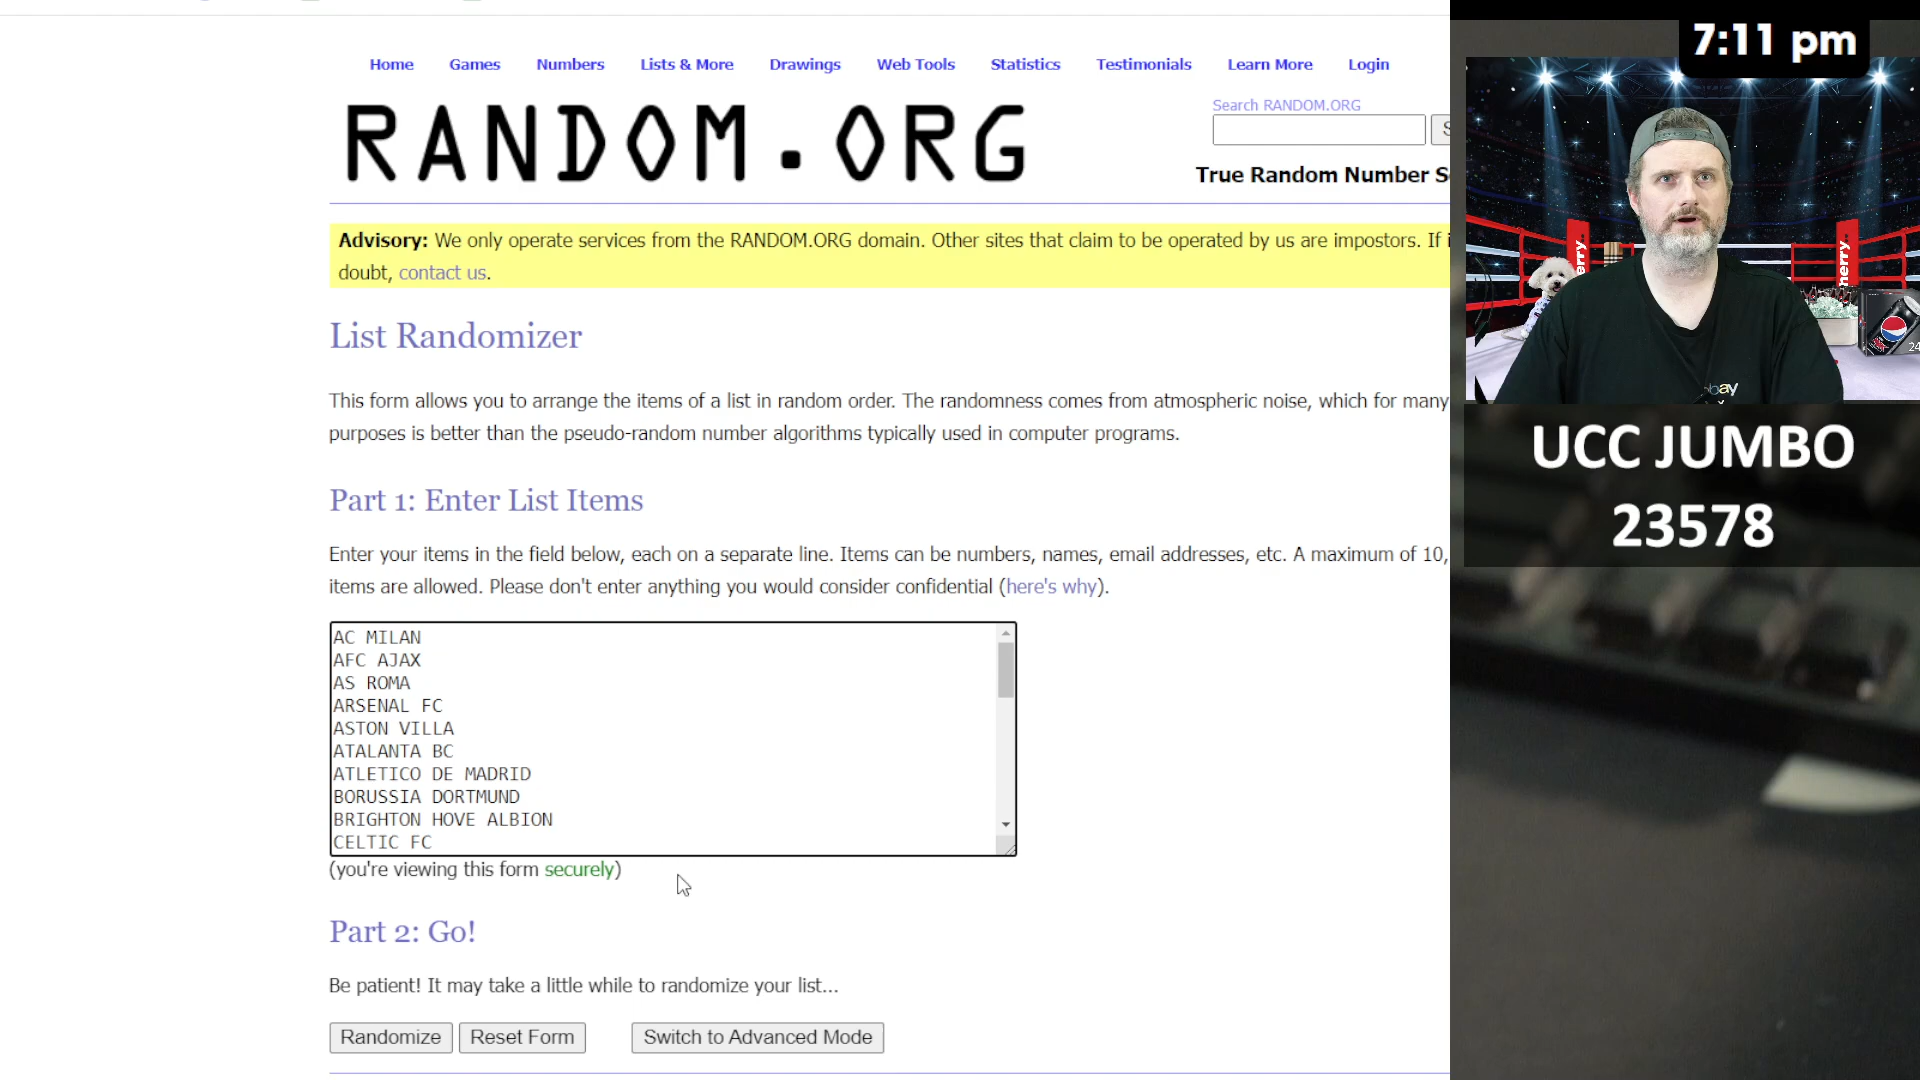 Home Games Numbers Lists & More Drawings Web Tools Statistics Testimonials Learn More Login
RANDOM.ORG
Search RANDOM.ORG
True Random Number S
Advisory: We only operate services from the RANDOM.ORG domain. Other sites that claim to be operated by us are impostors. If i
doubt, contact us.
List Randomizer
This form allows you to arrange the items of a list in random order. The randomness comes from atmospheric noise, which for many
purposes is better than the pseudo-random number algorithms typically used in computer programs.
Part 1: Enter List Items
Enter your items in the field below, each on a separate line. Items can be numbers, names, email addresses, etc. A maximum of 10,
items are allowed. Please don't enter anything you would consider confidential (here's why).
AC MILAN
AFC AJAX
AS ROMA
ARSENAL FC
ASTON VILLA
ATALANTA BC
ATLETICO DE MADRID
BORUSSIA DORTMUND
BRIGHTON HOVE ALBION
CELTIC FC
(you're viewing this form securely)
Part 2: Go!
Be patient! It may take a little while to randomize your list...
Randomize Reset Form Switch to Advanced Mode
7:11 pm
erry.
herry.
24
ebay
UCC JUMBO
23578